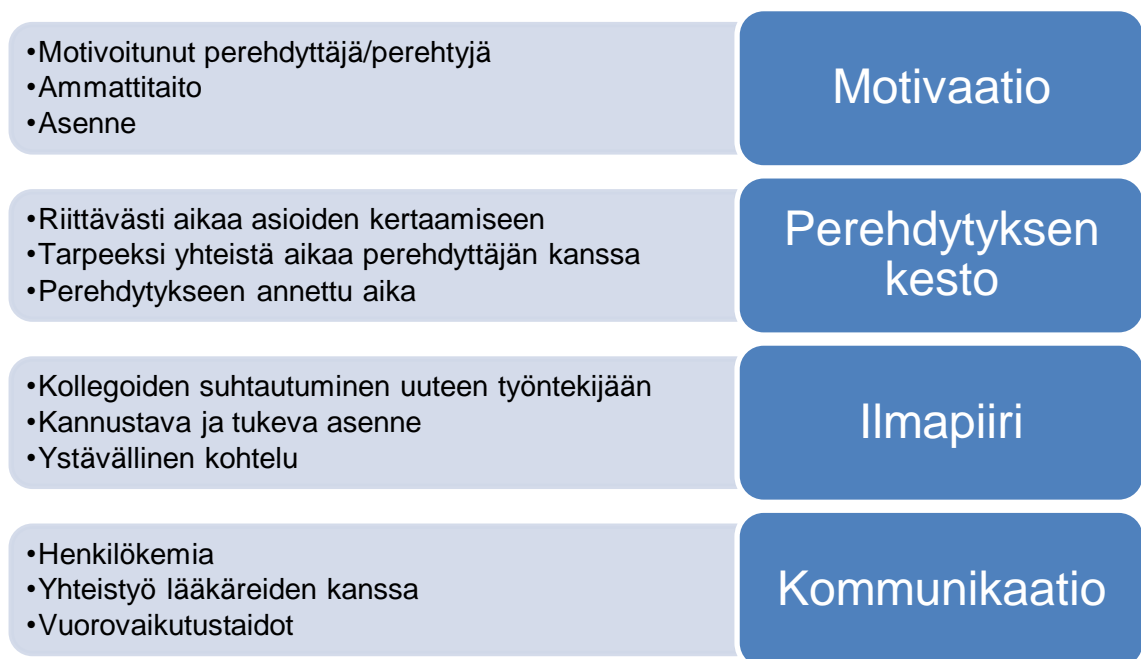 •Motivoitunut perehdyttäjä/perehtyjä
•Ammattitaito
•Asenne
Motivaatio
•Riittävästi aikaa asioiden kertaamiseen
•Tarpeeksi yhteistä aikaa perehdyttäjän kanssa
•Perehdytykseen annettu aika
Perehdytyksen
kesto
•Kollegoiden suhtautuminen uuteen työntekijään
•Kannustava ja tukeva asenne
•Ystävällinen kohtelu
Ilmapiiri
•Henkilökemia
•Yhteistyö lääkäreiden kanssa
•Vuorovaikutustaidot
Kommunikaatio